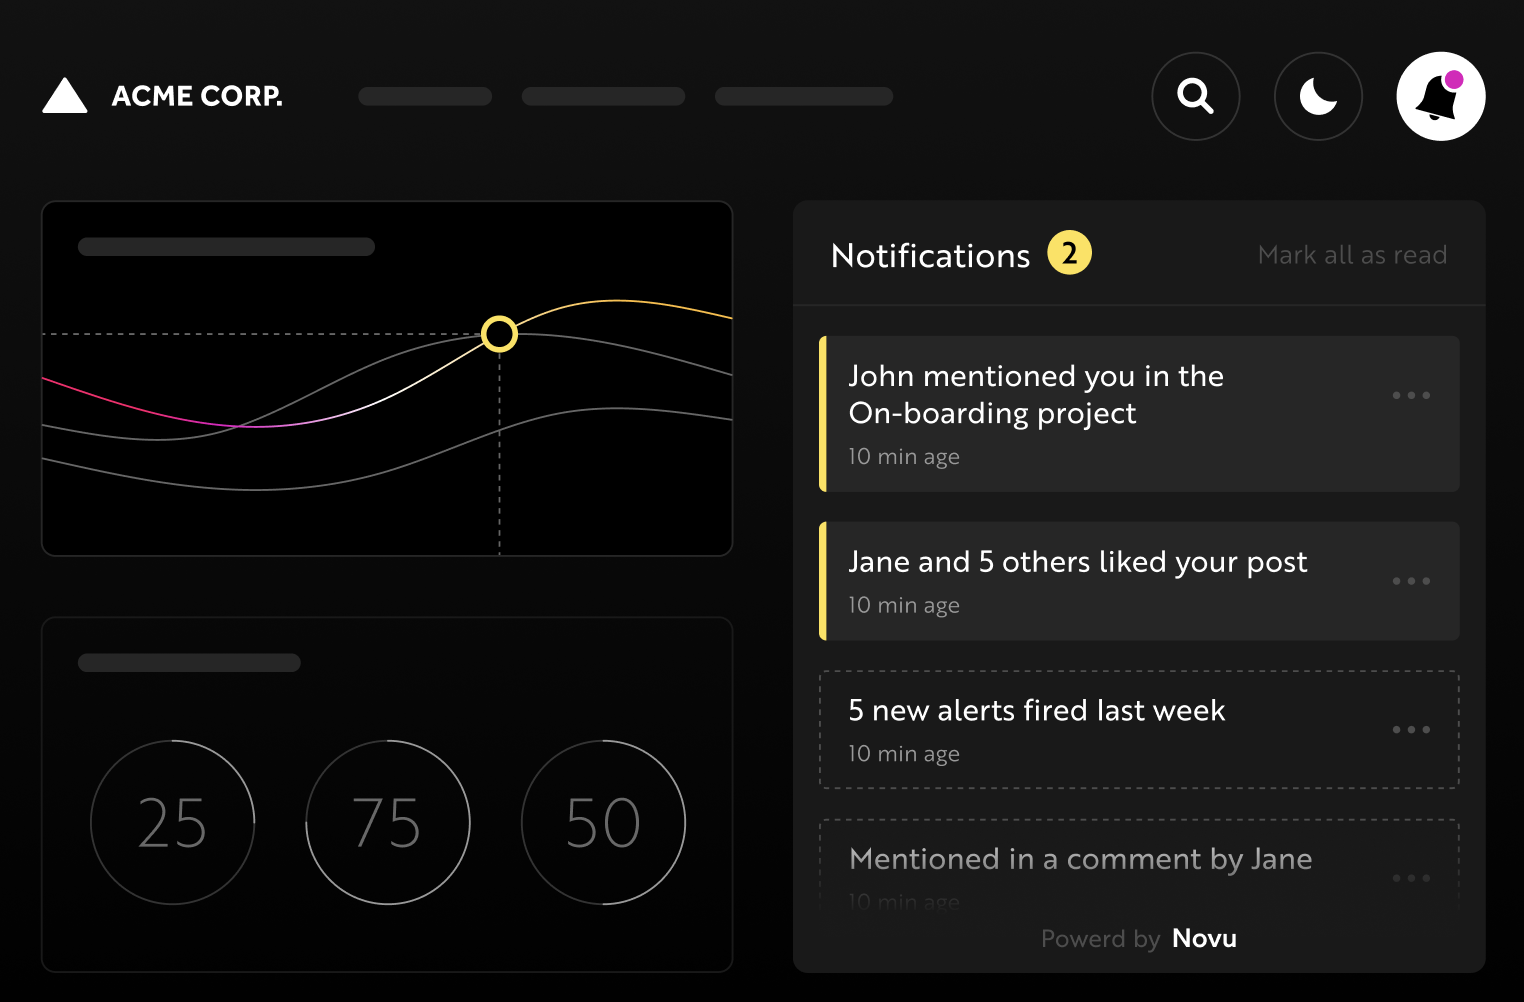 ACME CORP.
Notifications 2
Mark all as read
John mentioned you in the
On-boarding project
10 min age
Jane and 5 others liked your post
10 min age
5 new alerts fired last week
10 min age
Mentioned in a comment by Jane
10 min age
25 75 50
Powerd by Novu